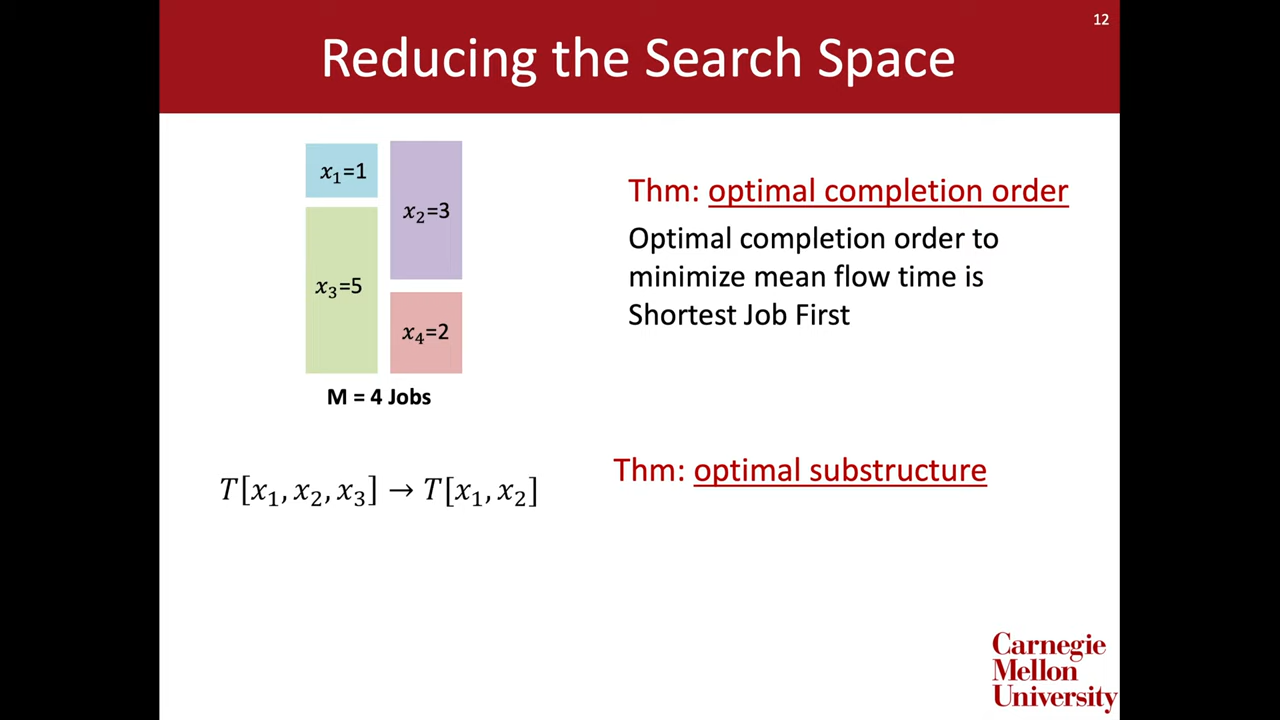 12
Reducing the Search Space
x₁=1
x₂=3
x₃=5
x₄=2
M = 4 Jobs
Thm: optimal completion order
Optimal completion order to
minimize mean flow time is
Shortest Job First
T[x₁, x₂, x₃] → T[x₁, x₂]
Thm: optimal substructure
Carnegie
Mellon
University